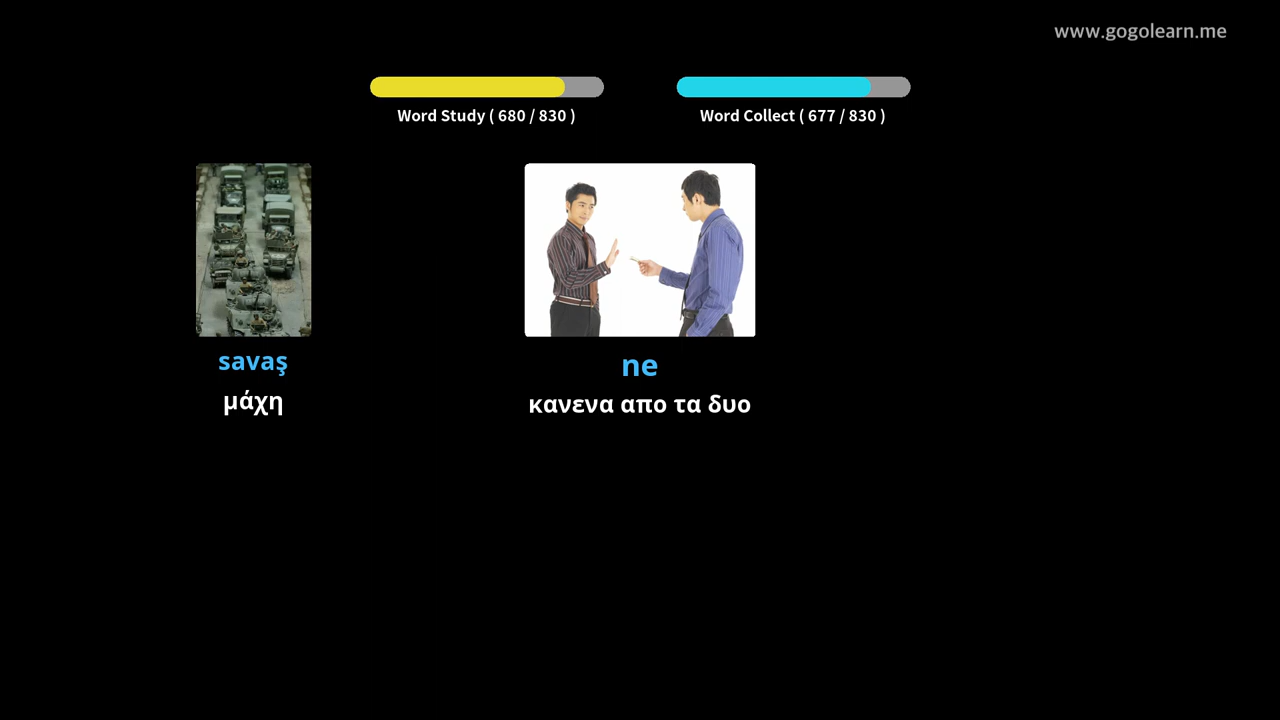 www.gogolearn.me
Word Study ( 680 / 830 )
Word Collect ( 677 / 830 )
savaş
μάχη
ne
κανενα απο τα δυο